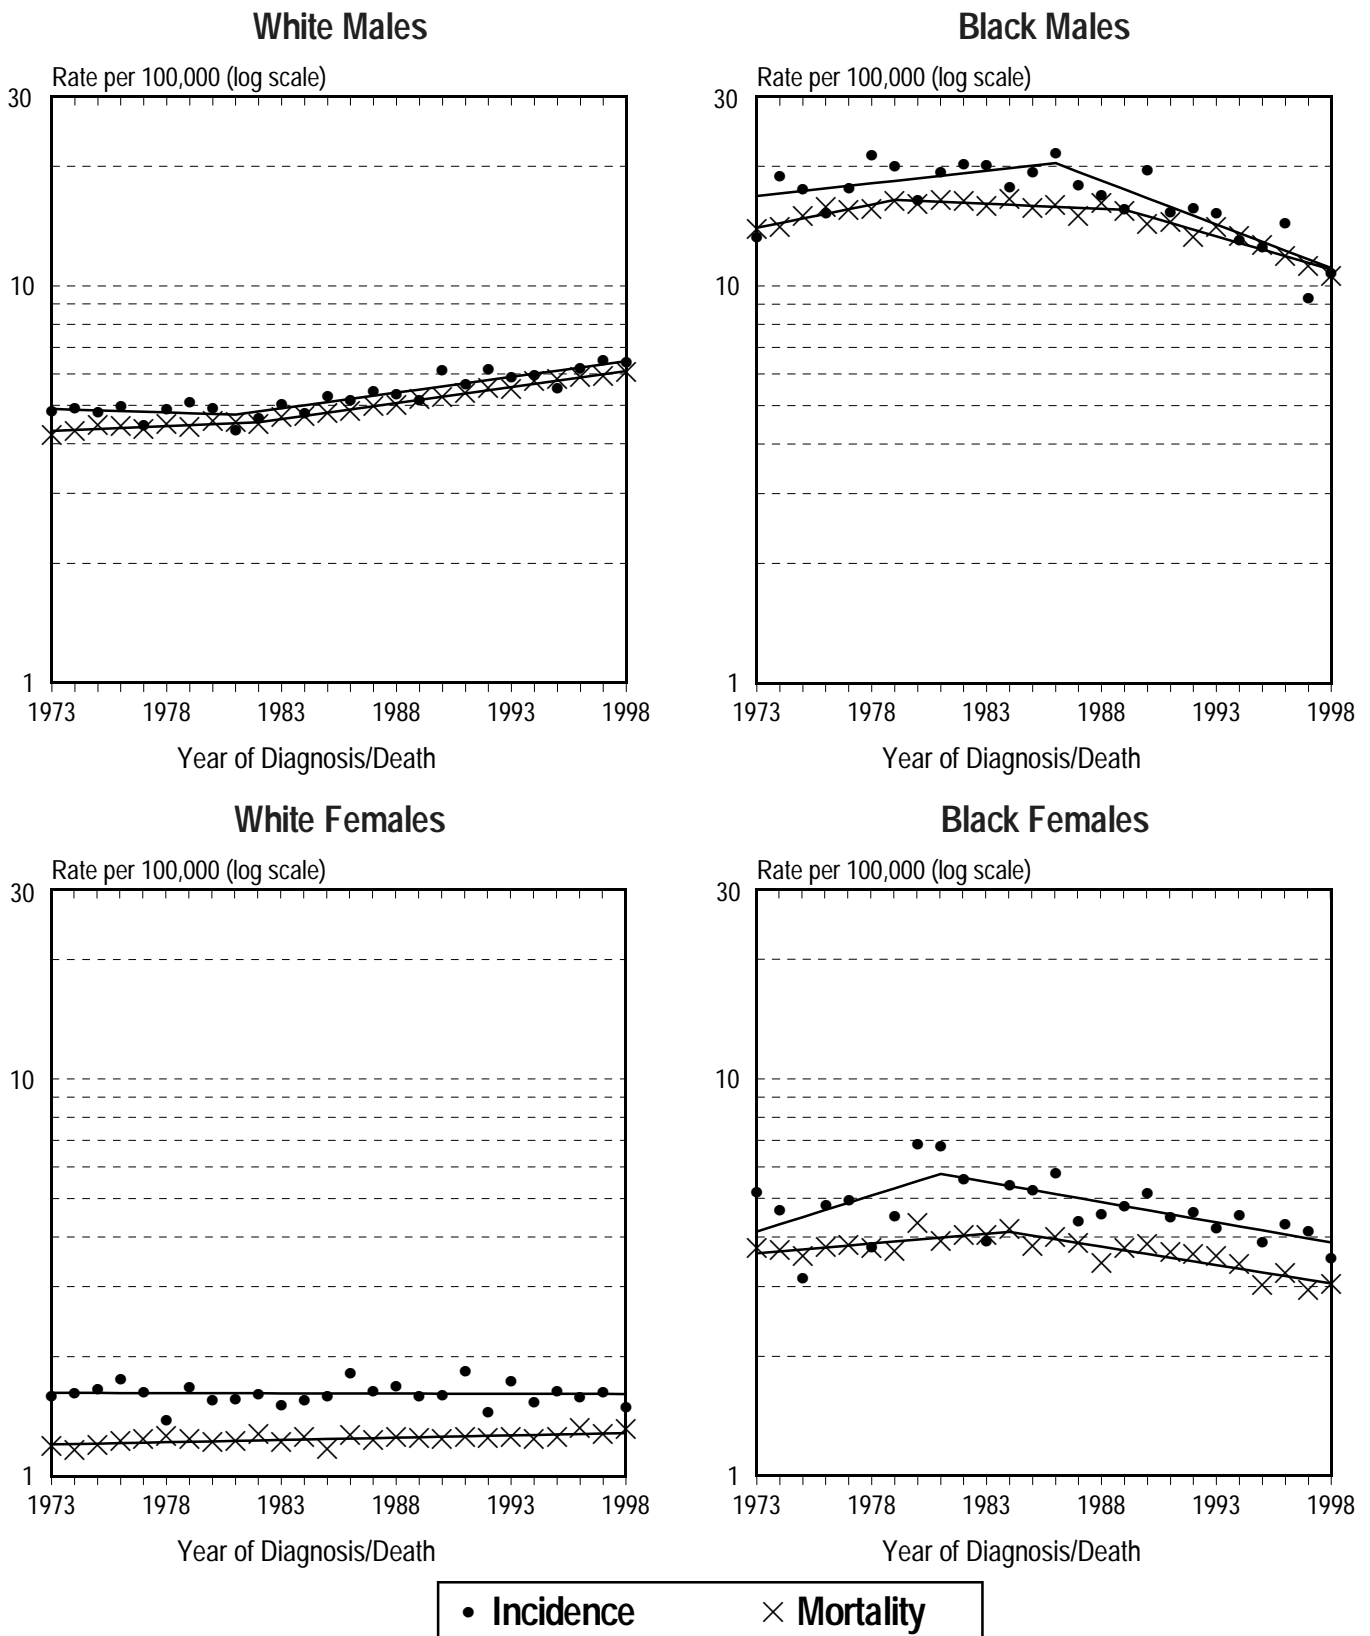 White Males
Black Males
Rate per 100,000 (log scale)
Rate per 100,000 (log scale)
30
30
10
10
1
1
1973 1978 1983 1988 1993 1998
1973 1978 1983 1988 1993 1998
Year of Diagnosis/Death
Year of Diagnosis/Death
White Females
Black Females
Rate per 100,000 (log scale)
Rate per 100,000 (log scale)
30
30
10
10
1
1
1973 1978 1983 1988 1993 1998
1973 1978 1983 1988 1993 1998
Year of Diagnosis/Death
Year of Diagnosis/Death
Incidence Mortality